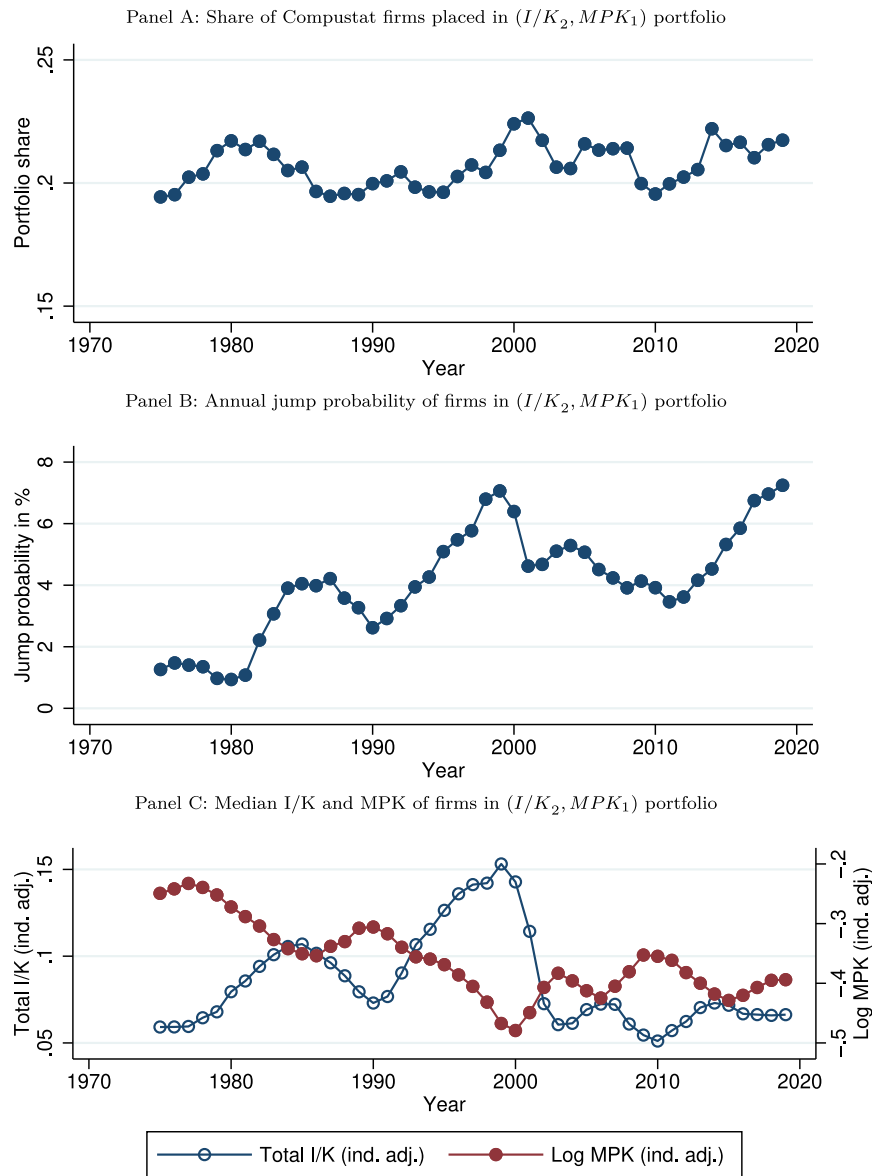 Panel A: Share of Compustat firms placed in (I/K₂, MPK₁) portfolio
.25
.2
.15
Portfolio share
1970 1980 1990 2000 2010 2020
Year
Panel B: Annual jump probability of firms in (I/K₂, MPK₁) portfolio
8
6
4
2
0
Jump probability in %
1970 1980 1990 2000 2010 2020
Year
Panel C: Median I/K and MPK of firms in (I/K₂, MPK₁) portfolio
.15
.1
.05
Total I/K (ind. adj.)
-.2
-.3
-.4
-.5
Log MPK (ind. adj.)
1970 1980 1990 2000 2010 2020
Year
Total I/K (ind. adj.) Log MPK (ind. adj.)